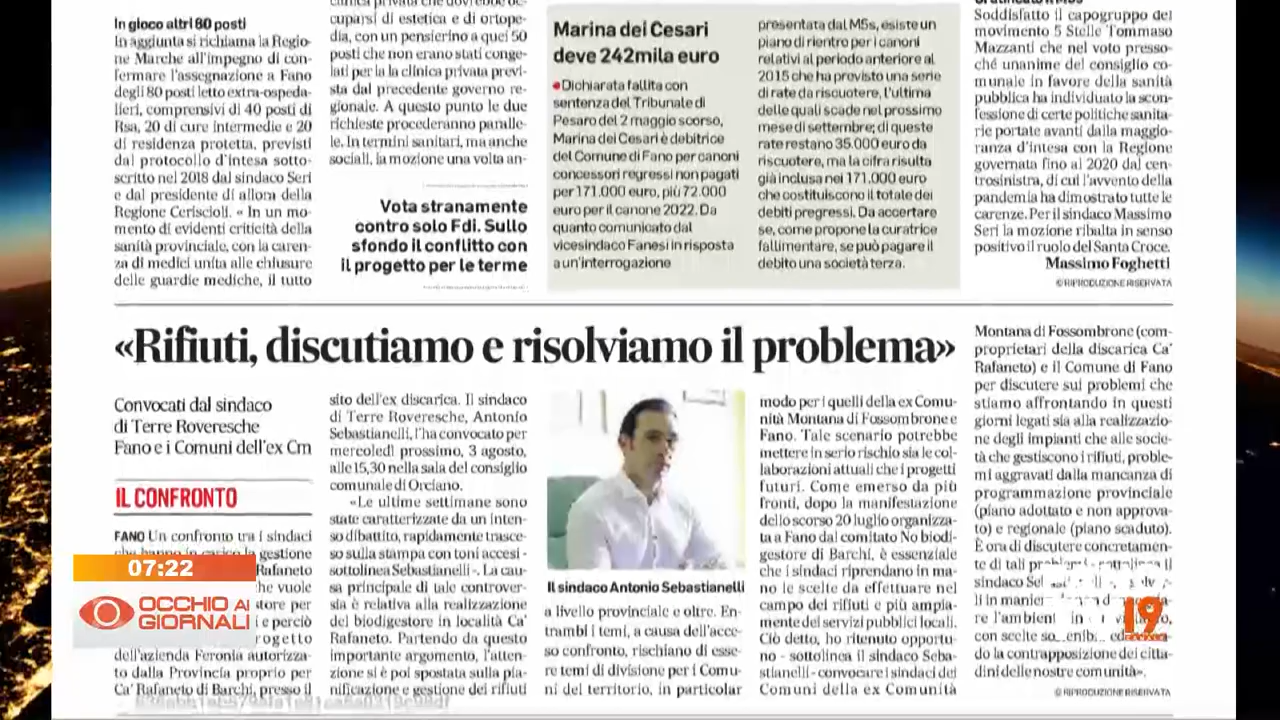 In gioco altri 80 posti
In aggiunta si richiama la Regio-
ne Marche all'impegno di con-
fermare l'assegnazione a Fano
degli 80 posti letto extra-ospeda-
lieri, comprensivi di 40 posti di
Rsa, 20 di cure intermedie e 20
di residenza protetta, previsti
dal protocollo d'intesa sotto-
scritto nel 2018 dal sindaco Seri
e dal presidente di allora della
Regione Ceriscioli. « In un mo-
mento di evidenti criticità della
sanità provinciale, con la caren-
za di medici unita alle chiusure
delle guardie mediche, il tutto
cuparsi di estetica e di ortope-
dia, con un pensierino a quei 50
posti che non erano stati conge-
lati per la la clinica privata previ-
sta dal precedente governo re-
gionale. A questo punto le due
richieste procederanno paralle-
le. In termini sanitari, ma anche
sociali, la mozione una volta an-
Vota stranamente
contro solo Fdi. Sullo
sfondo il conflitto con
il progetto per le terme
Marina dei Cesari
deve 242mila euro
●Dichiarata fallita con
sentenza del Tribunale di
Pesaro del 2 maggio scorso,
Marina dei Cesari è debitrice
del Comune di Fano per canoni
concessori regressi non pagati
per 171.000 euro, più 72.000
euro per il canone 2022. Da
quanto comunicato dal
vicesindaco Fanesi in risposta
a un'interrogazione
presentata dal M5s, esiste un
piano di rientro per i canoni
relativi al periodo anteriore al
2015 che ha previsto una serie
di rate da riscuotere, l'ultima
delle quali scade nel prossimo
mese di settembre; di queste
rate restano 35.000 euro da
riscuotere, ma la cifra risulta
già inclusa nei 171.000 euro
che costituiscono il totale dei
debiti pregressi. Da accertare
se, come propone la curatrice
fallimentare, se può pagare il
debito una società terza.
Soddisfatto il capogruppo del
movimento 5 Stelle Tommaso
Mazzanti che nel voto presso-
ché unanime del consiglio co-
munale in favore della sanità
pubblica ha individuato la scon-
fessione di certe politiche sanita-
rie portate avanti dalla maggio-
ranza d'intesa con la Regione
governata fino al 2020 dal cen-
trosinistra, di cui l'avvento della
pandemia ha dimostrato tutte le
carenze. Per il sindaco Massimo
Seri la mozione ribalta in senso
positivo il ruolo del Santa Croce.
Massimo Foghetti
© RIPRODUZIONE RISERVATA
«Rifiuti, discutiamo e risolviamo il problema»
Convocati dal sindaco
di Terre Roveresche
Fano e i Comuni dell'ex Cm
IL CONFRONTO
FANO Un confronto tra i sindaci
che hanno in carico la gestione
Rafaneto
he vuole
store per
i e perciò
rogetto
dell'azienda Feronia autorizza-
to dalla Provincia proprio per
Ca' Rafaneto di Barchi, presso il
sito dell'ex discarica. Il sindaco
di Terre Roveresche, Antonio
Sebastianelli, l'ha convocato per
mercoledì prossimo, 3 agosto,
alle 15,30 nella sala del consiglio
comunale di Orciano.
«Le ultime settimane sono
state caratterizzate da un inten-
so dibattito, rapidamente trasce-
so sulla stampa con toni accesi -
sottolinea Sebastianelli -. La cau-
sa principale di tale controver-
sia è relativa alla realizzazione
del biodigestore in località Ca'
Rafaneto. Partendo da questo
importante argomento, l'atten-
zione si è poi spostata sulla pia-
nificazione e gestione dei rifiuti
Il sindaco Antonio Sebastianelli
a livello provinciale e oltre. En-
trambi i temi, a causa dell'acce-
so confronto, rischiano di esse-
re temi di divisione per i Comu-
ni del territorio, in particolar
modo per i quelli della ex Comu-
nità Montana di Fossombrone e
Fano. Tale scenario potrebbe
mettere in serio rischio sia le col-
laborazioni attuali che i progetti
futuri. Come emerso da più
fronti, dopo la manifestazione
dello scorso 20 luglio organizza-
ta a Fano dal comitato No biodi-
gestore di Barchi, è essenziale
che i sindaci riprendano in ma-
no le scelte da effettuare nel
campo dei rifiuti e più ampia-
mente dei servizi pubblici locali.
Ciò detto, ho ritenuto opportu-
no - sottolinea il sindaco Seba-
stianelli - convocare i sindaci dei
Comuni della ex Comunità
Montana di Fossombrone (com-
proprietari della discarica Ca'
Rafaneto) e il Comune di Fano
per discutere sui problemi che
stiamo affrontando in questi
giorni legati sia alla realizzazio-
ne degli impianti che alle socie-
tà che gestiscono i rifiuti, proble-
mi aggravati dalla mancanza di
programmazione provinciale
(piano adottato e non approva-
to) e regionale (piano scaduto).
È ora di discutere concretamen-
te di tali
sindaco
li in
re l'ambient
con scelte
do la contrapposizione dei citta-
dini delle nostre comunità».
© RIPRODUZIONE RISERVATA
07:22
OCCHIO AI
GIORNALI
19